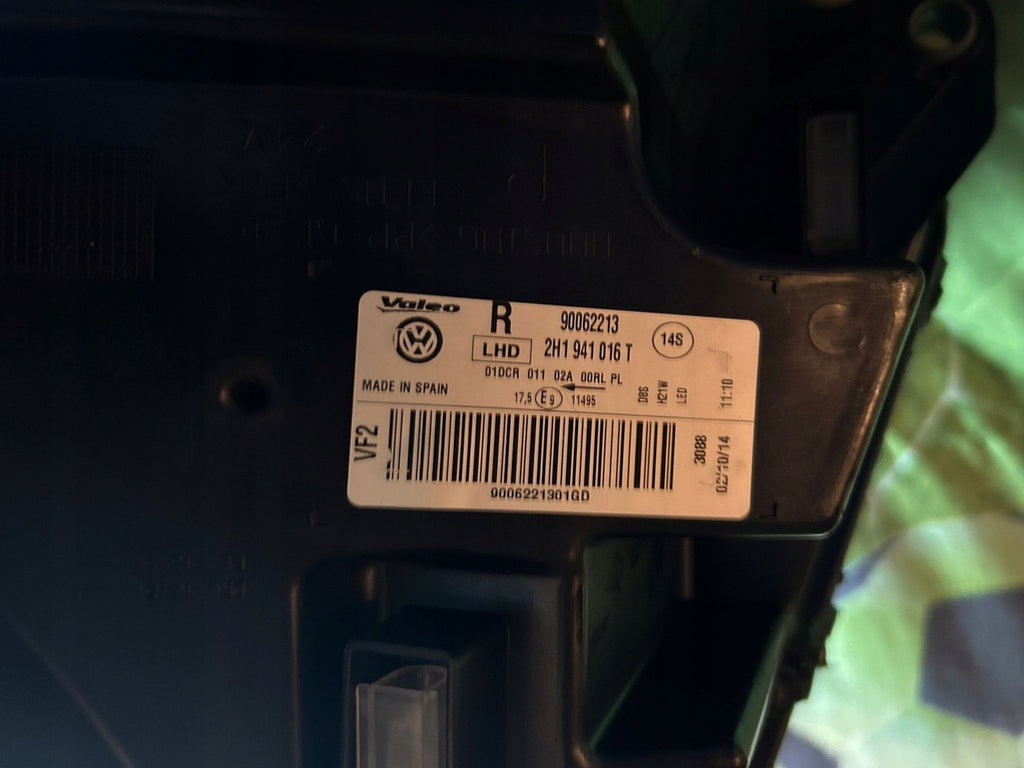 Valeo
R 90062213
14S
LHD 2H1 941 016 T
01DCR 011 02A 00RL PL
MADE IN SPAIN
17,5 E9 11495
D8S
H21W
LED
11:10
VF2
3088
02/10/14
9006221301GD